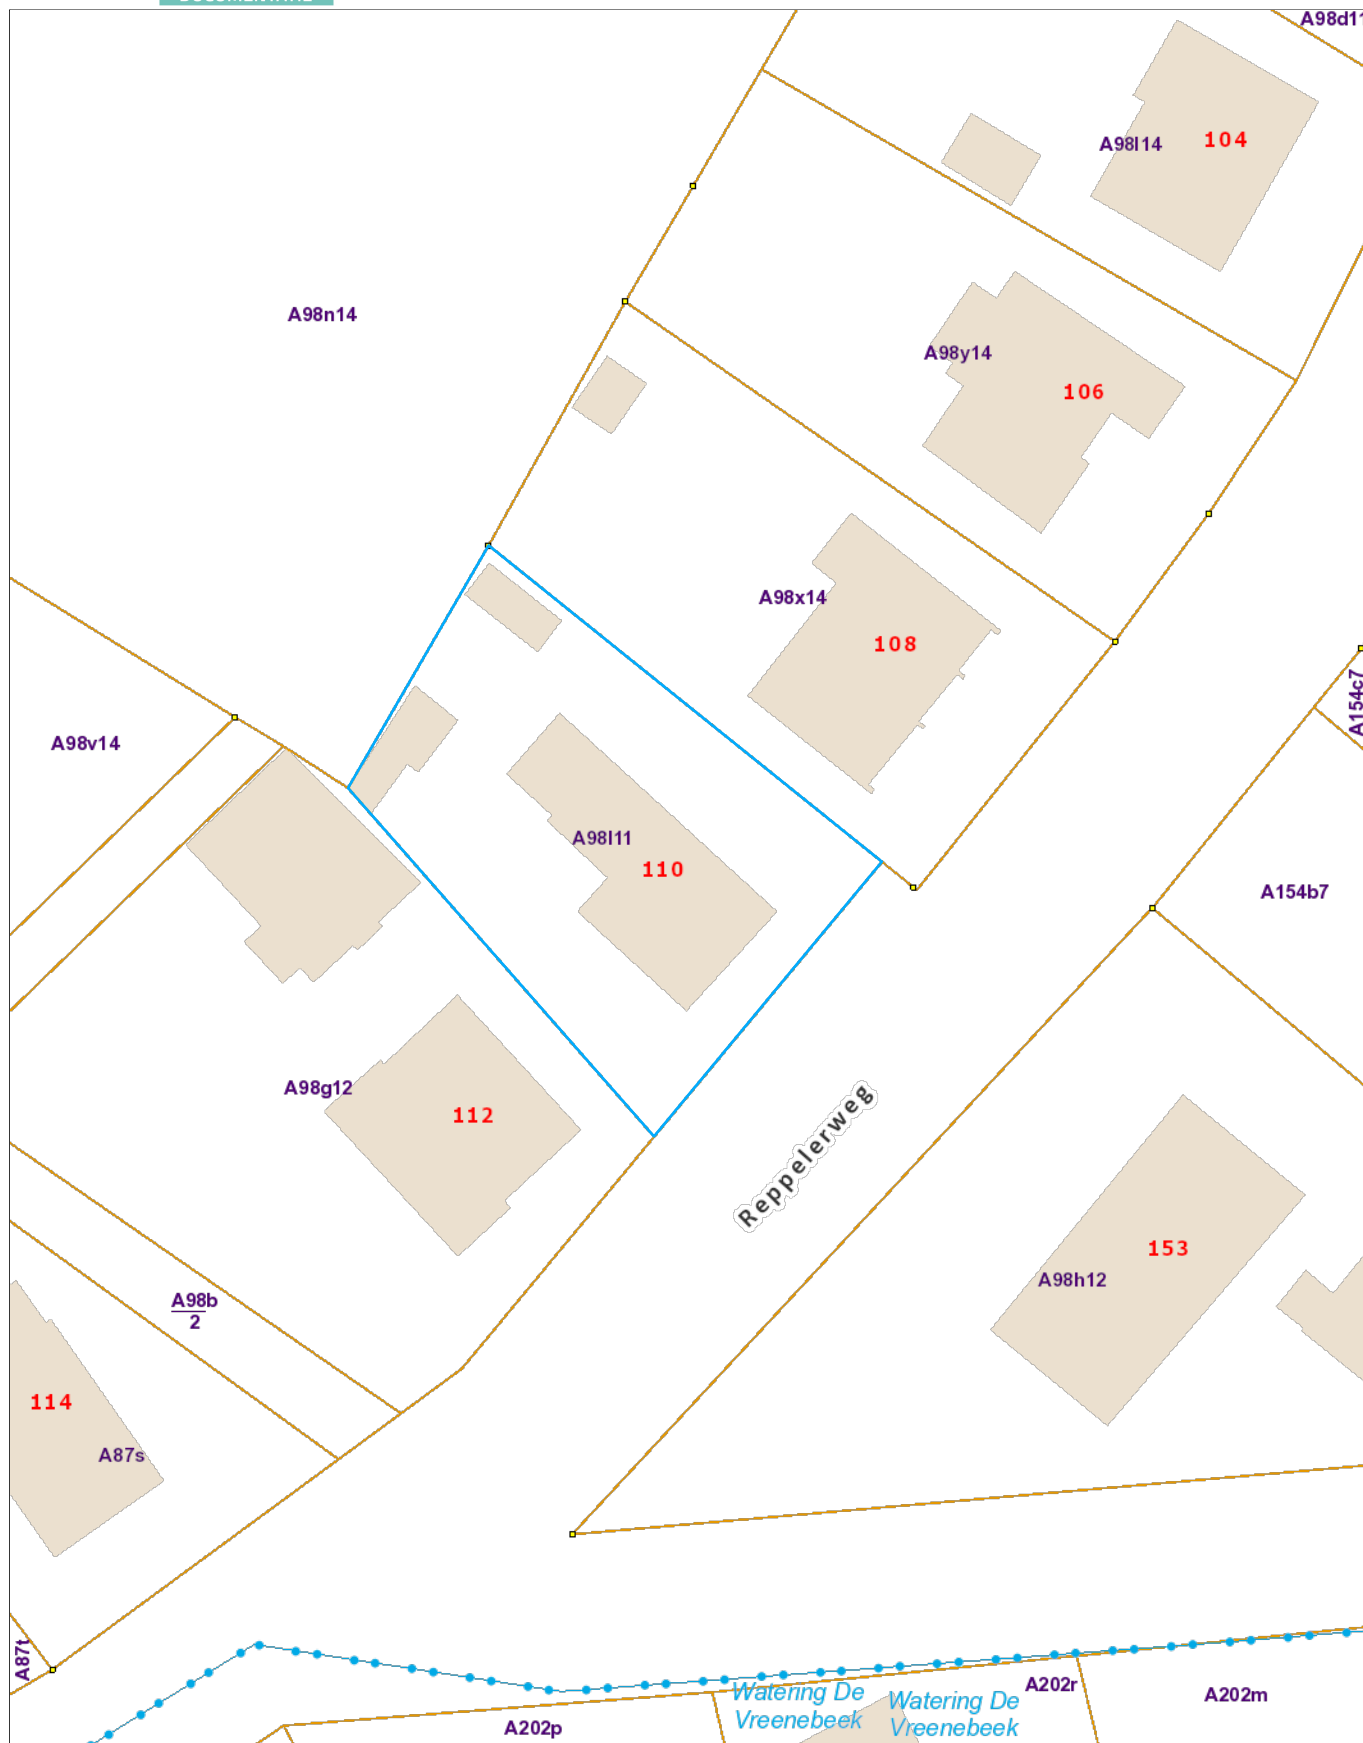 A98d11
104
A98l14
A98n14
A98y14
106
A98x14
108
A154c7
A98v14
A98l11
110
A154b7
A98g12
112
Reppelerweg
153
A98h12
A98b
2
114
A87s
A87t
Watering De
Vreenebeek
Watering De
Vreenebeek
A202r
A202m
A202p